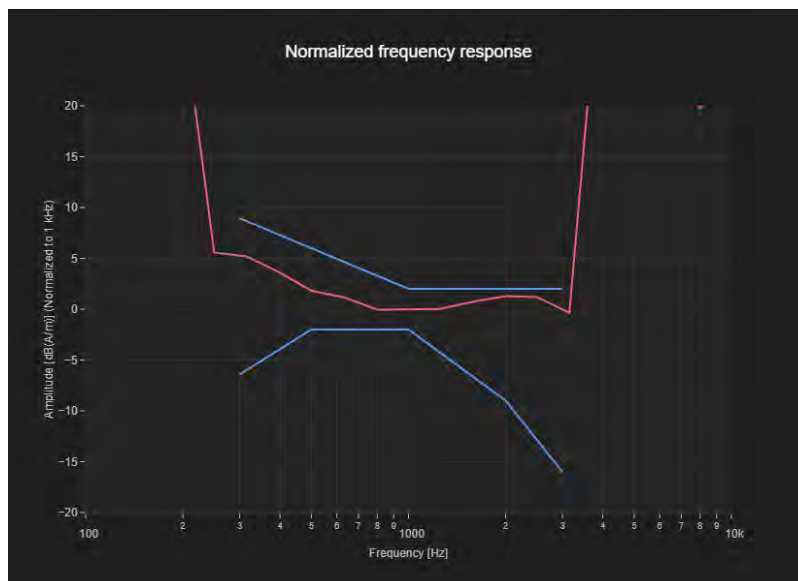 Normalized frequency response
Amplitude [dB(A/m)] (Normalized to 1 kHz)
20
15
10
5
0
−5
−10
−15
−20
100 2 3 4 5 6 7 8 9 1000 2 3 4 5 6 7 8 9 10k
Frequency [Hz]